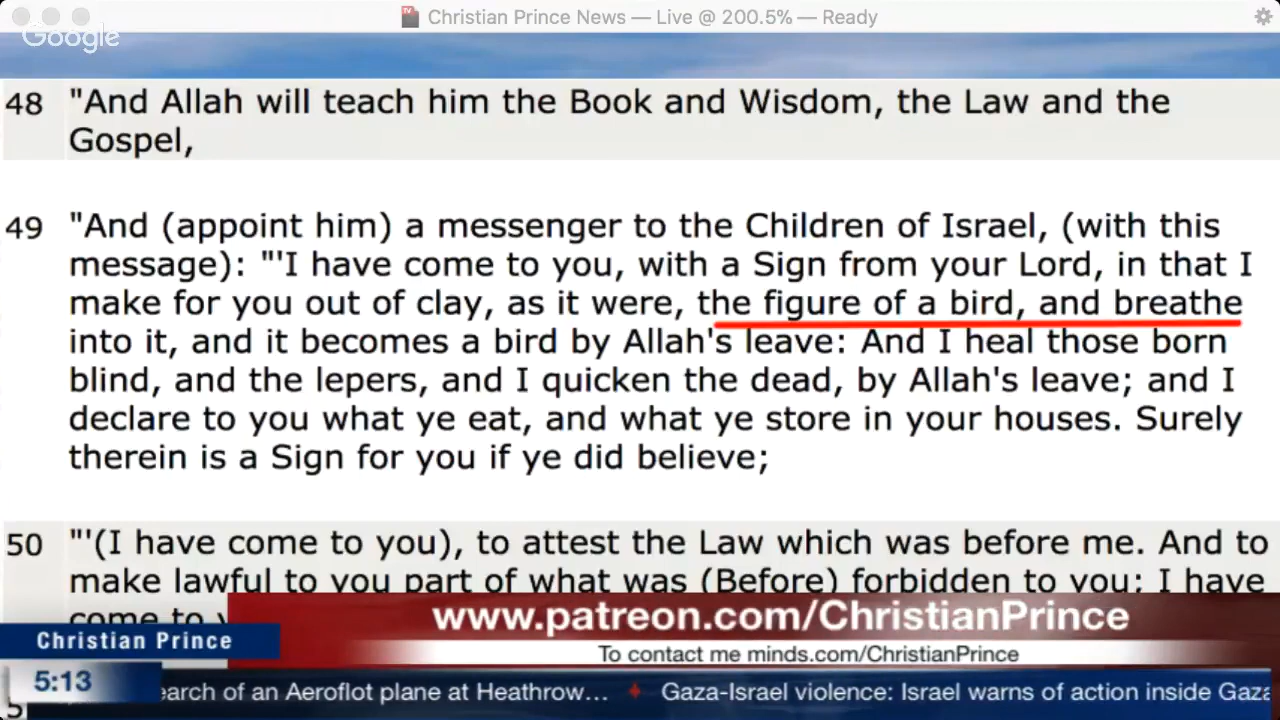 Christian Prince News — Live @ 200.5% — Ready
Google
48 "And Allah will teach him the Book and Wisdom, the Law and the
Gospel,
49 "And (appoint him) a messenger to the Children of Israel, (with this
message): "'I have come to you, with a Sign from your Lord, in that I
make for you out of clay, as it were, the figure of a bird, and breathe
into it, and it becomes a bird by Allah's leave: And I heal those born
blind, and the lepers, and I quicken the dead, by Allah's leave; and I
declare to you what ye eat, and what ye store in your houses. Surely
therein is a Sign for you if ye did believe;
50 "'(I have come to you), to attest the Law which was before me. And to
make lawful to you part of what was (Before) forbidden to you; I have
come to
www.patreon.com/ChristianPrince
Christian Prince
To contact me minds.com/ChristianPrince
5:13
earch of an Aeroflot plane at Heathrow... Gaza-Israel violence: Israel warns of action inside Gaza
5